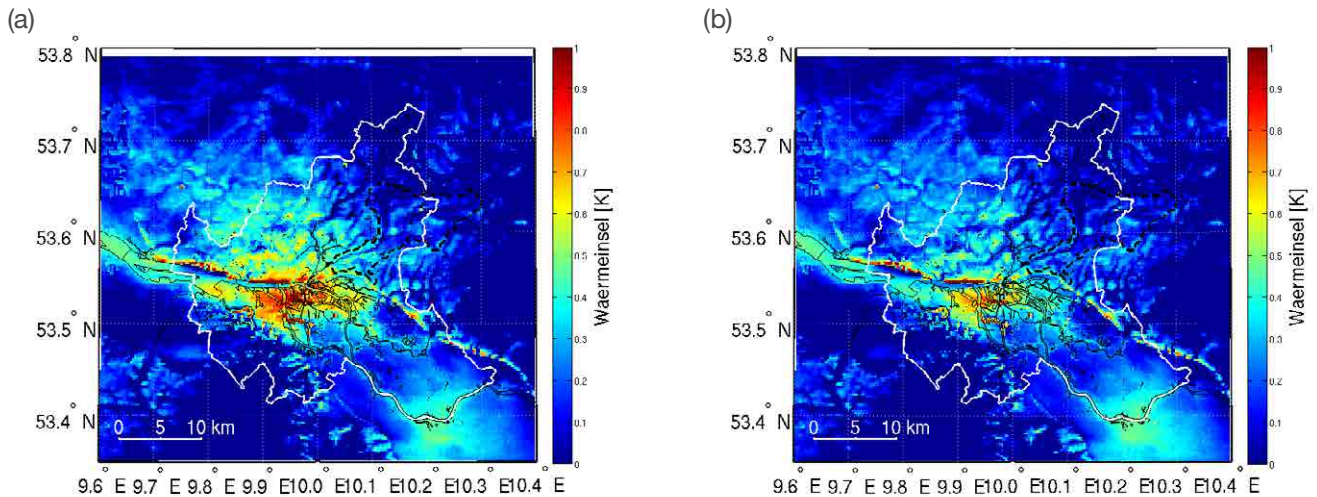 (a)
53.8° N
53.7° N
53.6° N
53.5° N
53.4° N
0 5 10 km
9.6° E 9.7° E 9.8° E 9.9° E10.0° E10.1° E10.2° E10.3° E10.4° E
1
0.9
0.8
0.7
0.6
0.5
0.4
0.3
0.2
0.1
0
Waermeinsel [K]
(b)
53.8° N
53.7° N
53.6° N
53.5° N
53.4° N
0 5 10 km
9.6° E 9.7° E 9.8° E 9.9° E10.0° E10.1° E10.2° E10.3° E10.4° E
1
0.9
0.8
0.7
0.6
0.5
0.4
0.3
0.2
0.1
0
Waermeinsel [K]